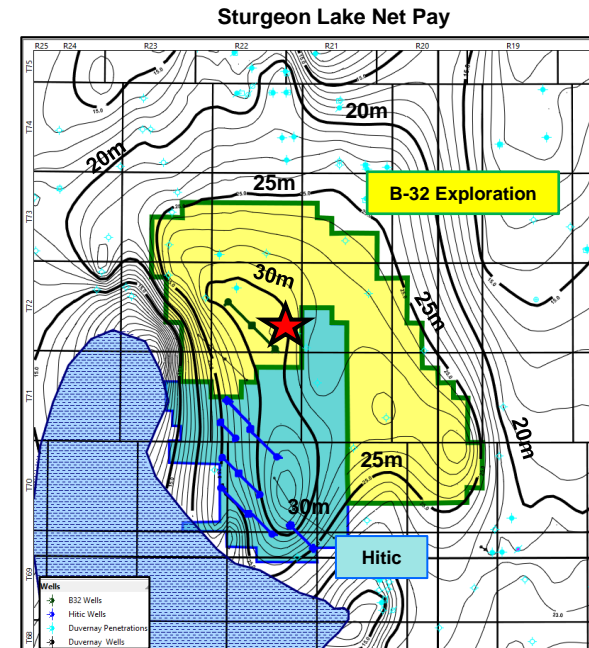 Sturgeon Lake Net Pay
R25 R24 R23 R22 R21 R20 R19
T75
T74
T73
T72
T71
T70
T69
T68
20m
20m
25m
B-32 Exploration
30m
25m
20m
25m
30m
Hitic
Wells
B32 Wells
Hitic Wells
Duvernay Penetrations
Duvernay Wells